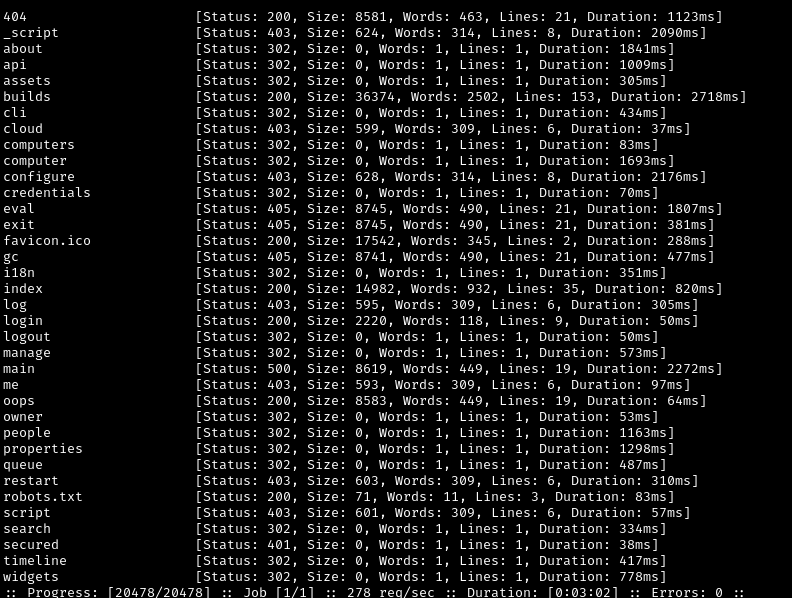 404 [Status: 200, Size: 8581, Words: 463, Lines: 21, Duration: 1123ms]
_script [Status: 403, Size: 624, Words: 314, Lines: 8, Duration: 2090ms]
about [Status: 302, Size: 0, Words: 1, Lines: 1, Duration: 1841ms]
api [Status: 302, Size: 0, Words: 1, Lines: 1, Duration: 1009ms]
assets [Status: 302, Size: 0, Words: 1, Lines: 1, Duration: 305ms]
builds [Status: 200, Size: 36374, Words: 2502, Lines: 153, Duration: 2718ms]
cli [Status: 302, Size: 0, Words: 1, Lines: 1, Duration: 434ms]
cloud [Status: 403, Size: 599, Words: 309, Lines: 6, Duration: 37ms]
computers [Status: 302, Size: 0, Words: 1, Lines: 1, Duration: 83ms]
computer [Status: 302, Size: 0, Words: 1, Lines: 1, Duration: 1693ms]
configure [Status: 403, Size: 628, Words: 314, Lines: 8, Duration: 2176ms]
credentials [Status: 302, Size: 0, Words: 1, Lines: 1, Duration: 70ms]
eval [Status: 405, Size: 8745, Words: 490, Lines: 21, Duration: 1807ms]
exit [Status: 405, Size: 8745, Words: 490, Lines: 21, Duration: 381ms]
favicon.ico [Status: 200, Size: 17542, Words: 345, Lines: 2, Duration: 288ms]
gc [Status: 405, Size: 8741, Words: 490, Lines: 21, Duration: 477ms]
i18n [Status: 302, Size: 0, Words: 1, Lines: 1, Duration: 351ms]
index [Status: 200, Size: 14982, Words: 932, Lines: 35, Duration: 820ms]
log [Status: 403, Size: 595, Words: 309, Lines: 6, Duration: 305ms]
login [Status: 200, Size: 2220, Words: 118, Lines: 9, Duration: 50ms]
logout [Status: 302, Size: 0, Words: 1, Lines: 1, Duration: 50ms]
manage [Status: 302, Size: 0, Words: 1, Lines: 1, Duration: 573ms]
main [Status: 500, Size: 8619, Words: 449, Lines: 19, Duration: 2272ms]
me [Status: 403, Size: 593, Words: 309, Lines: 6, Duration: 97ms]
oops [Status: 200, Size: 8583, Words: 449, Lines: 19, Duration: 64ms]
owner [Status: 302, Size: 0, Words: 1, Lines: 1, Duration: 53ms]
people [Status: 302, Size: 0, Words: 1, Lines: 1, Duration: 1163ms]
properties [Status: 302, Size: 0, Words: 1, Lines: 1, Duration: 1298ms]
queue [Status: 302, Size: 0, Words: 1, Lines: 1, Duration: 487ms]
restart [Status: 403, Size: 603, Words: 309, Lines: 6, Duration: 310ms]
robots.txt [Status: 200, Size: 71, Words: 11, Lines: 3, Duration: 83ms]
script [Status: 403, Size: 601, Words: 309, Lines: 6, Duration: 57ms]
search [Status: 302, Size: 0, Words: 1, Lines: 1, Duration: 334ms]
secured [Status: 401, Size: 0, Words: 1, Lines: 1, Duration: 38ms]
timeline [Status: 302, Size: 0, Words: 1, Lines: 1, Duration: 417ms]
widgets [Status: 302, Size: 0, Words: 1, Lines: 1, Duration: 778ms]
:: Progress: [20478/20478] :: Job [1/1] :: 278 req/sec :: Duration: [0:03:02] :: Errors: 0 ::